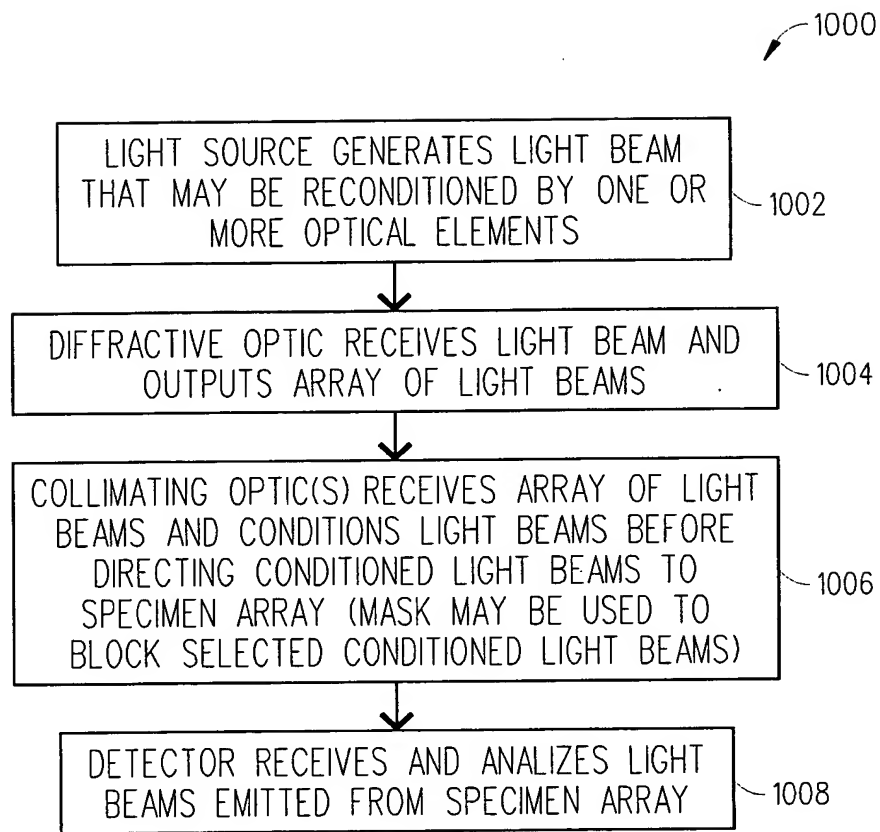 1000
LIGHT SOURCE GENERATES LIGHT BEAM
THAT MAY BE RECONDITIONED BY ONE OR
MORE OPTICAL ELEMENTS
1002
DIFFRACTIVE OPTIC RECEIVES LIGHT BEAM AND
OUTPUTS ARRAY OF LIGHT BEAMS
1004
COLLIMATING OPTIC(S) RECEIVES ARRAY OF LIGHT
BEAMS AND CONDITIONS LIGHT BEAMS BEFORE
DIRECTING CONDITIONED LIGHT BEAMS TO
SPECIMEN ARRAY (MASK MAY BE USED TO
BLOCK SELECTED CONDITIONED LIGHT BEAMS)
1006
DETECTOR RECEIVES AND ANALIZES LIGHT
BEAMS EMITTED FROM SPECIMEN ARRAY
1008